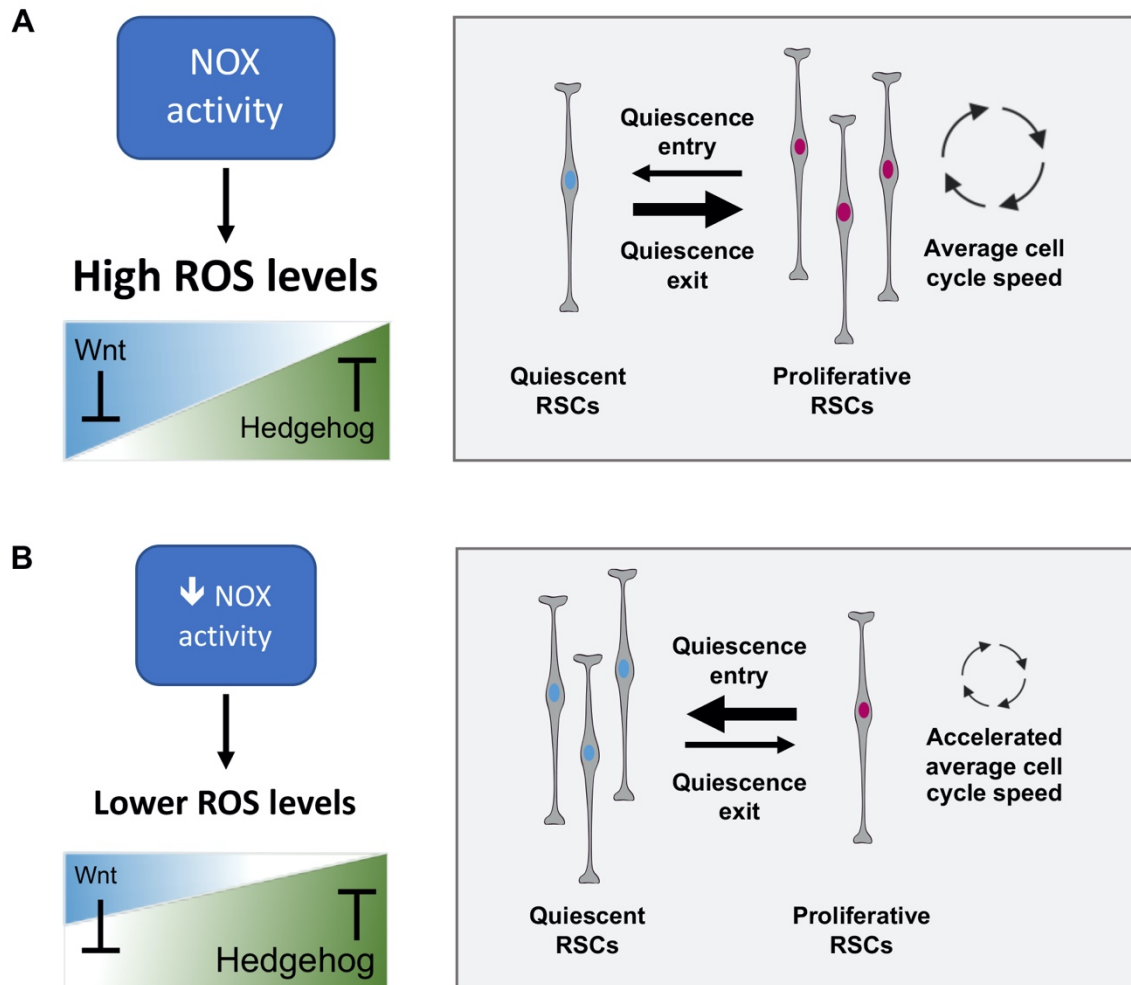 A
NOX
activity
High ROS levels
Wnt
Hedgehog
Quiescence
entry
Quiescence
exit
Average cell
cycle speed
Quiescent
RSCs
Proliferative
RSCs
B
NOX
activity
Lower ROS levels
Wnt
Hedgehog
Quiescence
entry
Quiescence
exit
Accelerated
average cell
cycle speed
Quiescent
RSCs
Proliferative
RSCs